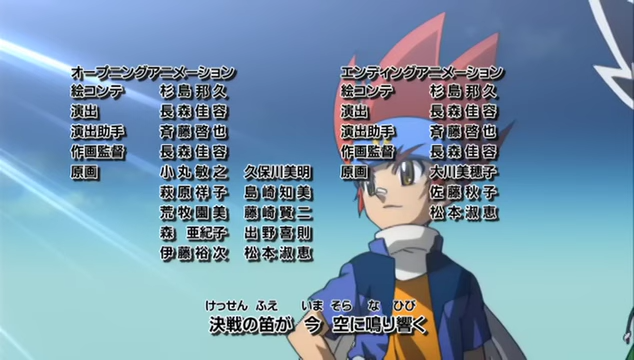 オープニングアニメーション
絵コンテ 杉島邦久
演出 長森佳容
演出助手 斉藤啓也
作画監督 長森佳容
原画 小丸敏之 久保川美明
萩原祥子 島崎知美
荒牧園美 藤崎賢二
森 亜紀子 出野喜則
伊藤裕次 松本淑恵
エンディングアニメーション
絵コンテ 杉島邦久
演出 長森佳容
演出助手 斉藤啓也
作画監督 長森佳容
原画 大川美穂子
佐藤秋子
松本淑恵
けっせん ふえ いま そら な ひび
決戦の笛が 今 空に鳴り響く